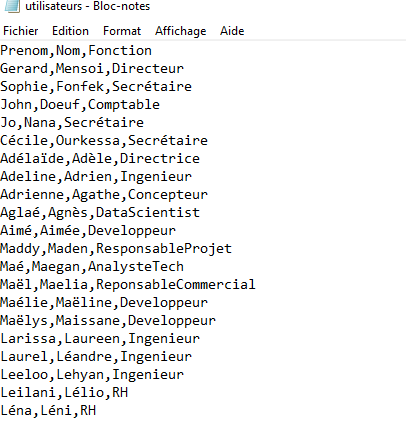 utilisateurs - Bloc-notes
Fichier Edition Format Affichage Aide
Prenom,Nom,Fonction
Gerard,Mensoi,Directeur
Sophie,Fonfek,Secrétaire
John,Doeuf,Comptable
Jo,Nana,Secrétaire
Cécile,Ourkessa,Secrétaire
Adélaïde,Adèle,Directrice
Adeline,Adrien,Ingenieur
Adrienne,Agathe,Concepteur
Aglaé,Agnès,DataScientist
Aimé,Aimée,Developpeur
Maddy,Maden,ResponsableProjet
Maé,Maegan,AnalysteTech
Maël,Maelia,ReponsableCommercial
Maélie,Maëline,Developpeur
Maëlys,Maissane,Developpeur
Larissa,Laureen,Ingenieur
Laurel,Léandre,Ingenieur
Leeloo,Lehyan,Ingenieur
Leilani,Lélio,RH
Léna,Léni,RH